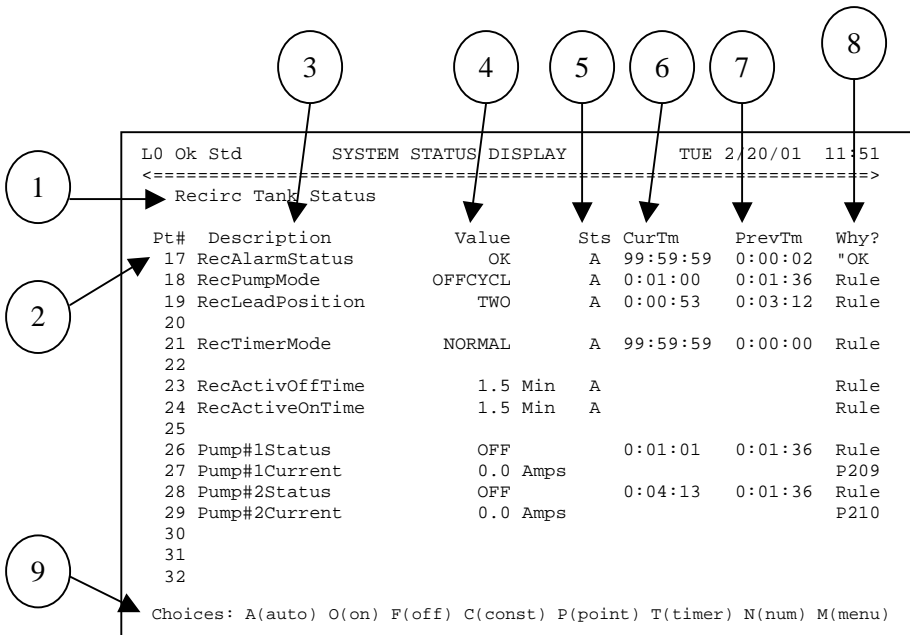 3 4 5 6 7 8
L0 Ok Std SYSTEM STATUS DISPLAY TUE 2/20/01 11:51
<======================================================================>
1
Recirc Tank Status
Pt# Description Value Sts CurTm PrevTm Why?
17 RecAlarmStatus OK A 99:59:59 0:00:02 "OK
18 RecPumpMode OFFCYCL A 0:01:00 0:01:36 Rule
19 RecLeadPosition TWO A 0:00:53 0:03:12 Rule
2
20
21 RecTimerMode NORMAL A 99:59:59 0:00:00 Rule
22
23 RecActivOffTime 1.5 Min A Rule
24 RecActiveOnTime 1.5 Min A Rule
25
26 Pump#1Status OFF 0:01:01 0:01:36 Rule
27 Pump#1Current 0.0 Amps P209
28 Pump#2Status OFF 0:04:13 0:01:36 Rule
29 Pump#2Current 0.0 Amps P210
30
31
32
9
Choices: A(auto) O(on) F(off) C(const) P(point) T(timer) N(num) M(menu)